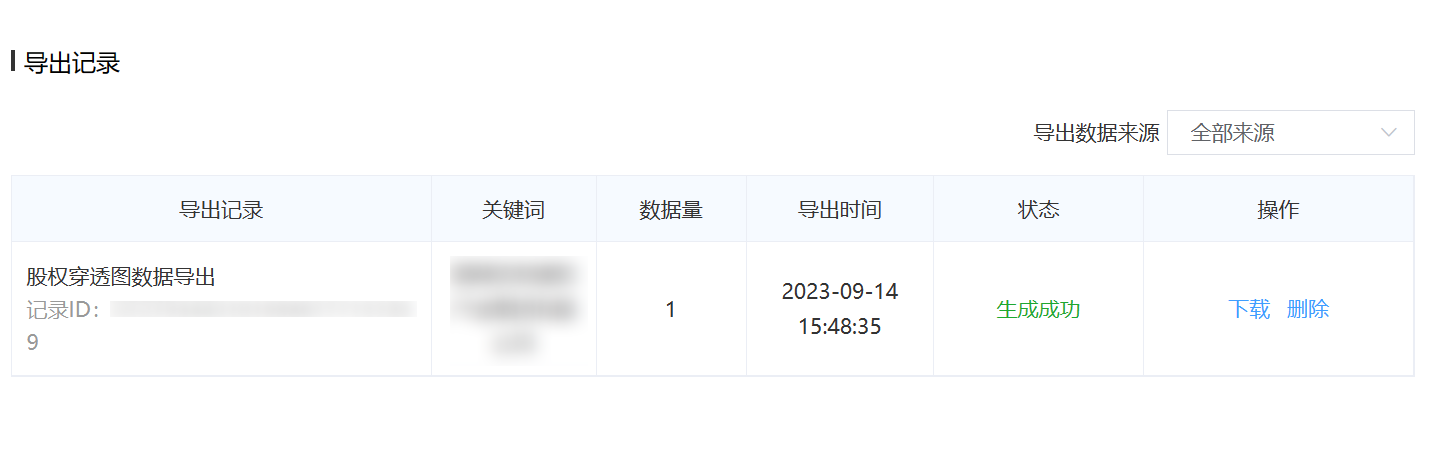 导出记录
导出数据来源 全部来源
导出记录 关键词 数据量 导出时间 状态 操作
股权穿透图数据导出
记录ID：
9
1
2023-09-14
15:48:35
生成成功
下载 删除